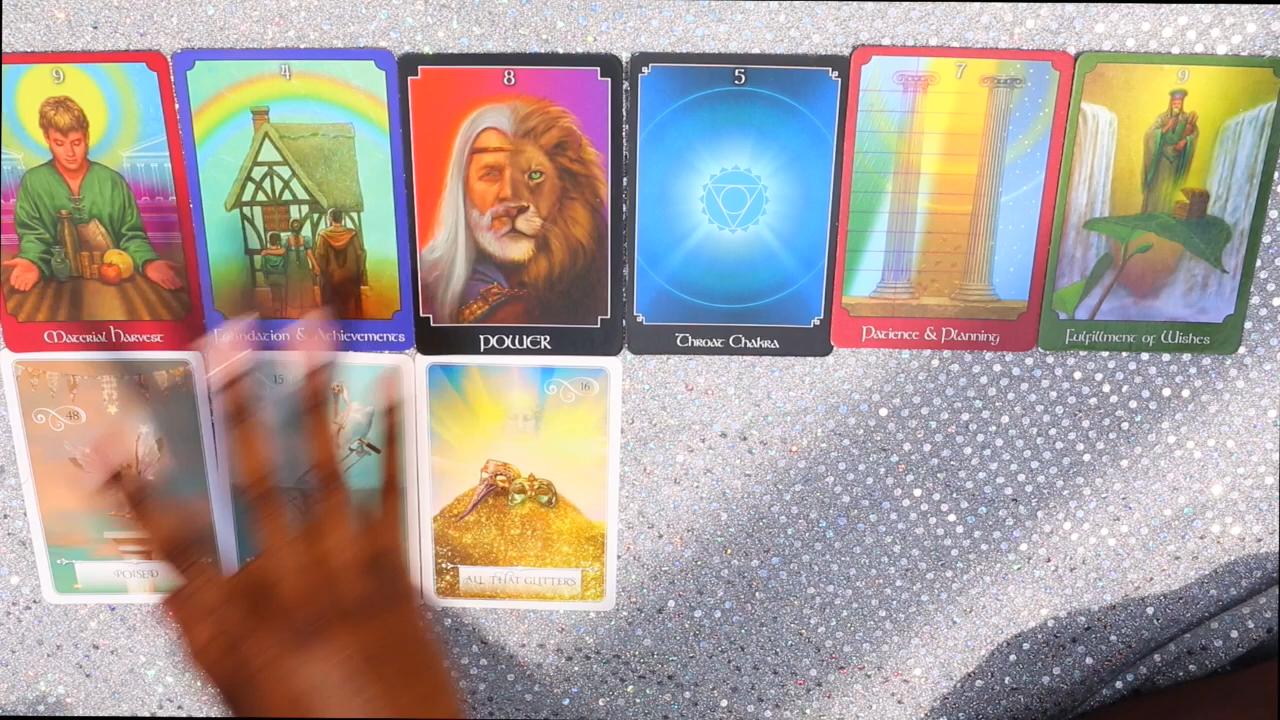 9
Material Harvest
4
Foundation & Achievements
8
POWER
5
Throat Chakra
7
Patience & Planning
9
Fulfillment of Wishes
48
POISED
15
16
ALL THAT GLITTERS